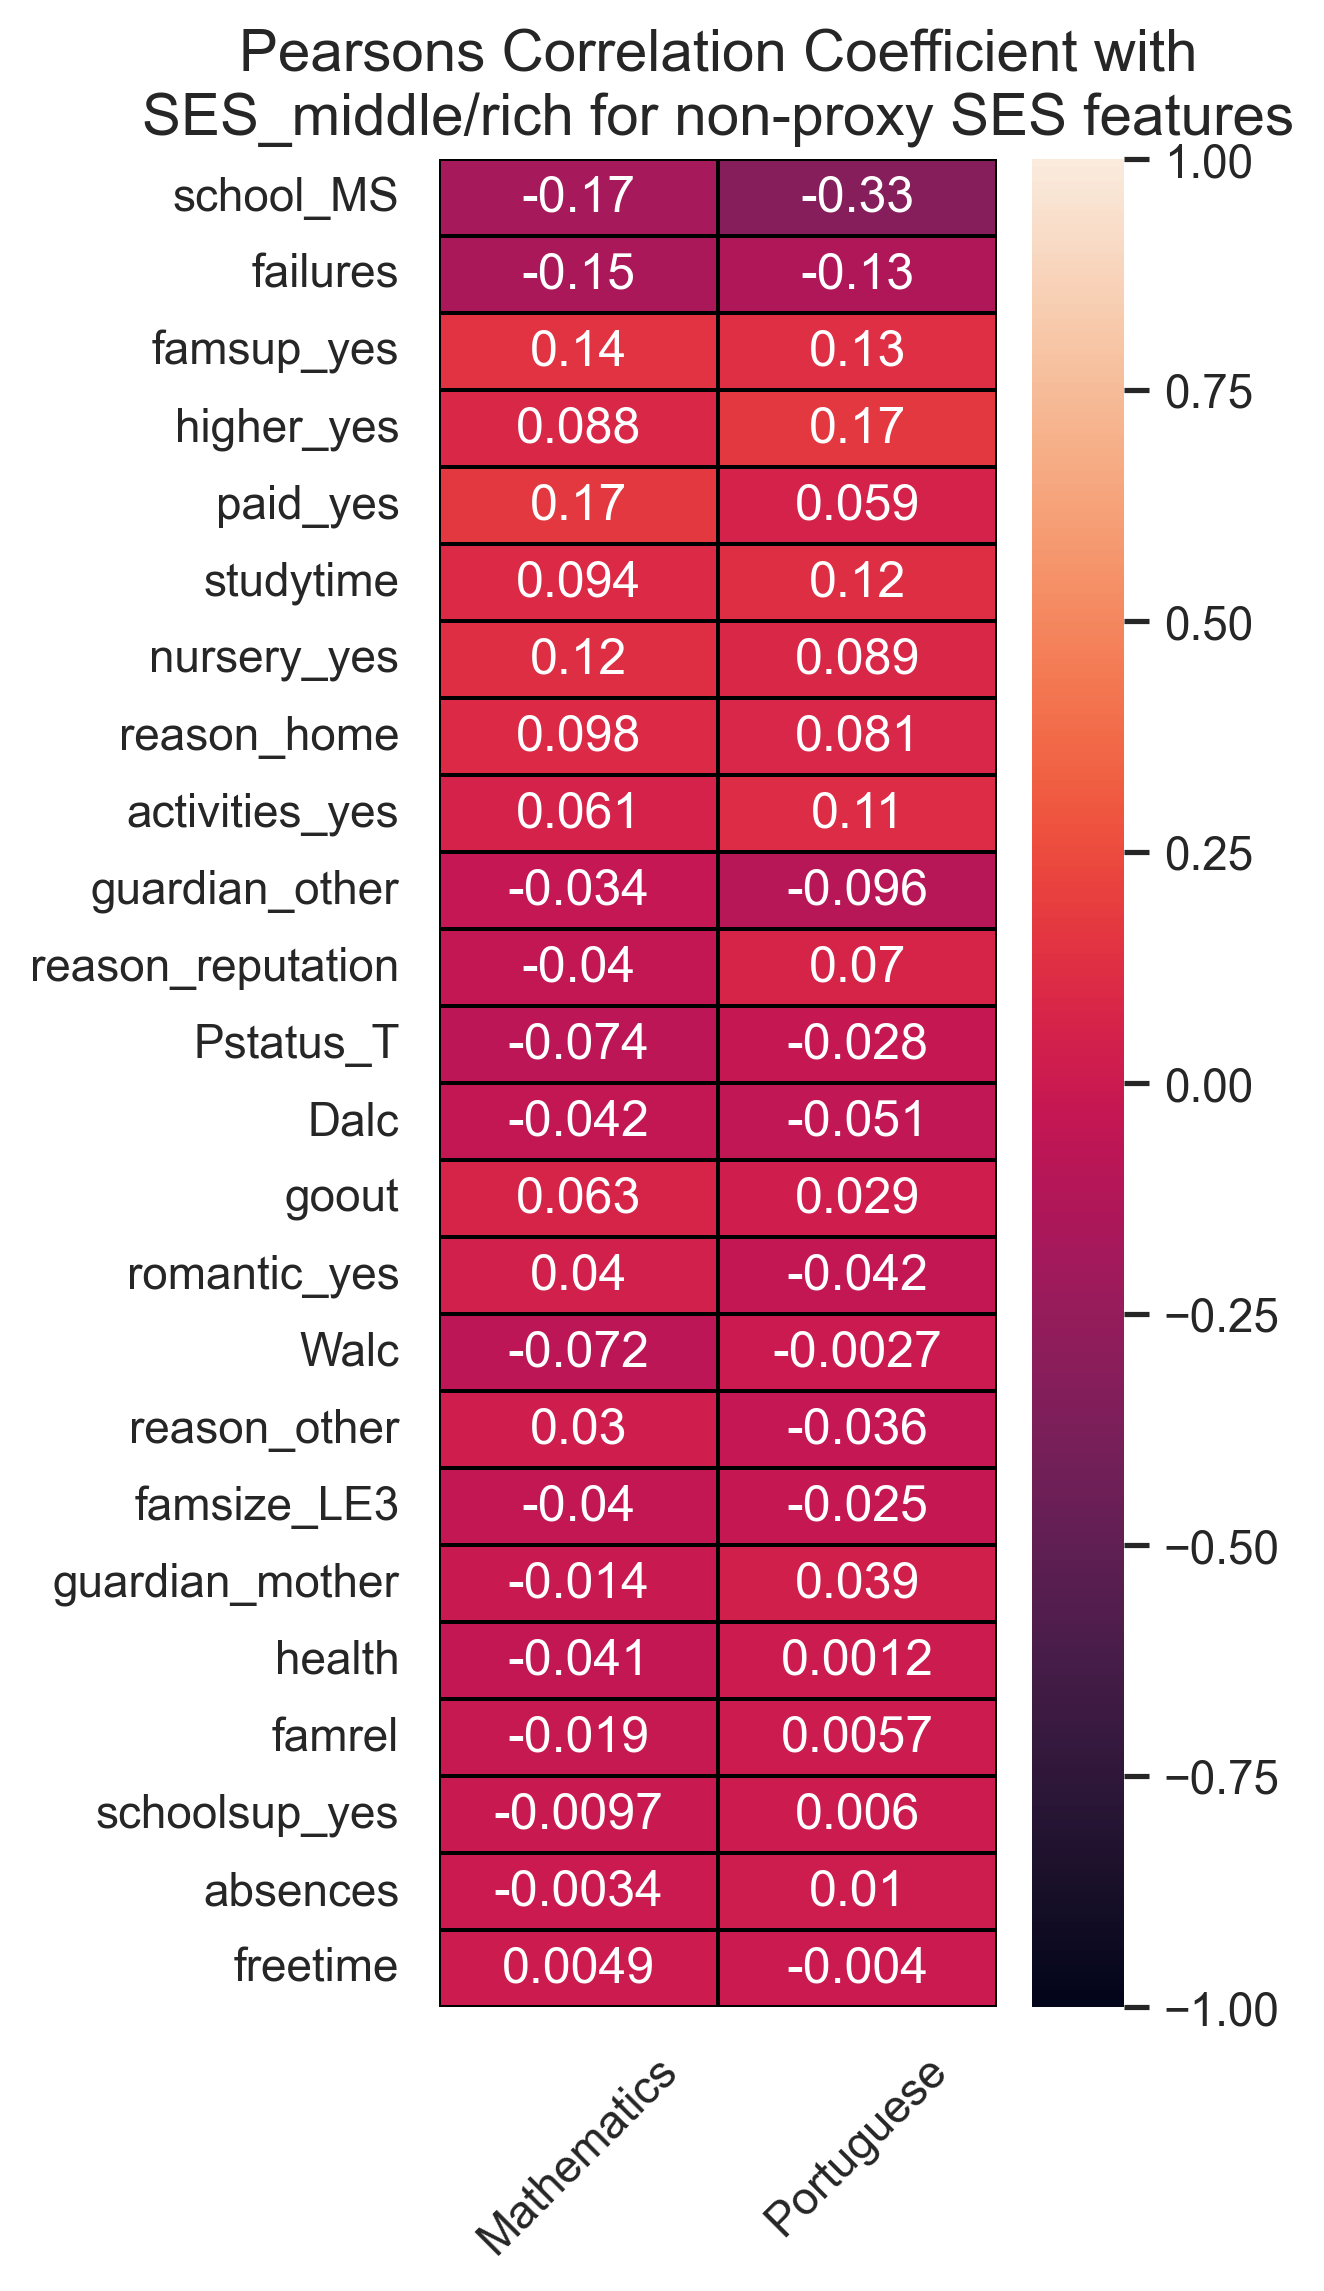 Pearsons Correlation Coefficient with
SES_middle/rich for non-proxy SES features
school_MS -0.17 -0.33
failures -0.15 -0.13
famsup_yes 0.14 0.13
higher_yes 0.088 0.17
paid_yes 0.17 0.059
studytime 0.094 0.12
nursery_yes 0.12 0.089
reason_home 0.098 0.081
activities_yes 0.061 0.11
guardian_other -0.034 -0.096
reason_reputation -0.04 0.07
Pstatus_T -0.074 -0.028
Dalc -0.042 -0.051
goout 0.063 0.029
romantic_yes 0.04 -0.042
Walc -0.072 -0.0027
reason_other 0.03 -0.036
famsize_LE3 -0.04 -0.025
guardian_mother -0.014 0.039
health -0.041 0.0012
famrel -0.019 0.0057
schoolsup_yes -0.0097 0.006
absences -0.0034 0.01
freetime 0.0049 -0.004
Mathematics Portuguese
1.00
0.75
0.50
0.25
0.00
−0.25
−0.50
−0.75
−1.00